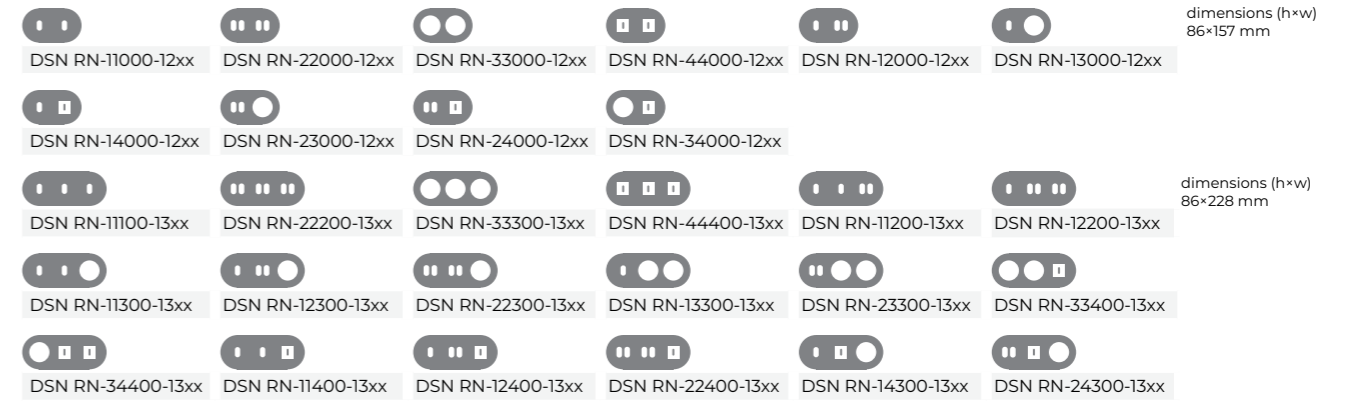 dimensions (h×w)
86×157 mm
DSN RN-11000-12xx DSN RN-22000-12xx DSN RN-33000-12xx DSN RN-44000-12xx DSN RN-12000-12xx DSN RN-13000-12xx
DSN RN-14000-12xx DSN RN-23000-12xx DSN RN-24000-12xx DSN RN-34000-12xx
dimensions (h×w)
86×228 mm
DSN RN-11100-13xx DSN RN-22200-13xx DSN RN-33300-13xx DSN RN-44400-13xx DSN RN-11200-13xx DSN RN-12200-13xx
DSN RN-11300-13xx DSN RN-12300-13xx DSN RN-22300-13xx DSN RN-13300-13xx DSN RN-23300-13xx DSN RN-33400-13xx
DSN RN-34400-13xx DSN RN-11400-13xx DSN RN-12400-13xx DSN RN-22400-13xx DSN RN-14300-13xx DSN RN-24300-13xx